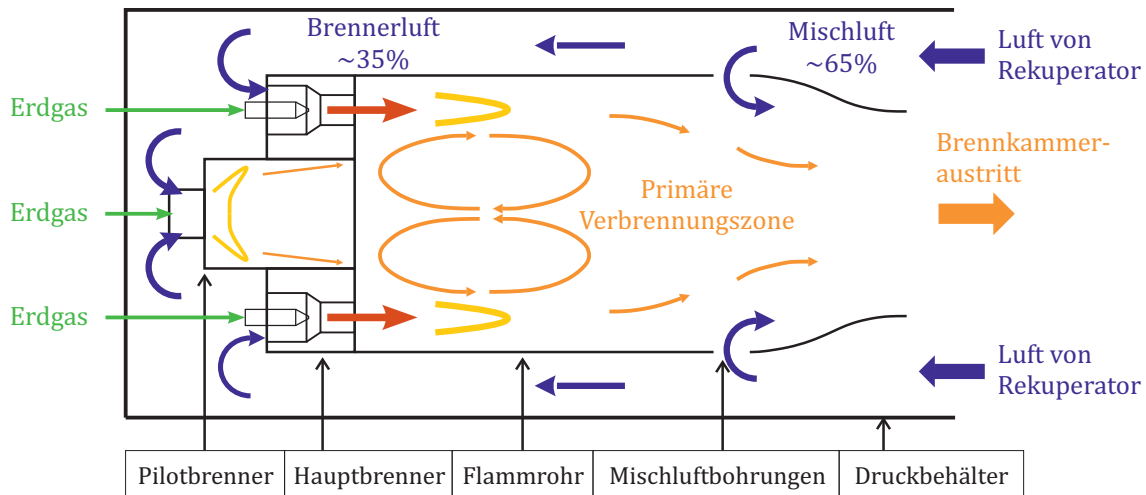 Brennerluft
~35%
Mischluft
~65%
Luft von
Rekuperator
Erdgas
Brennkammer-
austritt
Primäre
Verbrennungszone
Erdgas
Erdgas
Luft von
Rekuperator
Pilotbrenner
Hauptbrenner
Flammrohr
Mischluftbohrungen
Druckbehälter